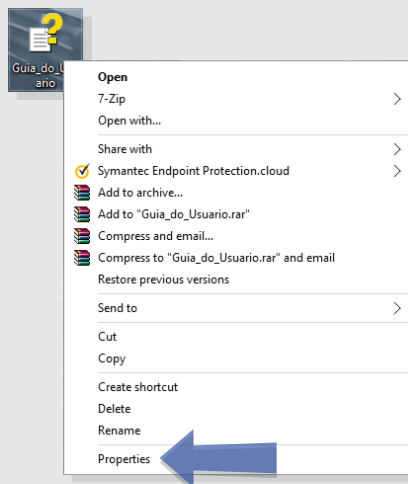 Guia_do_Usu
ario
Open
7-Zip
Open with...
Share with
Symantec Endpoint Protection.cloud
Add to archive...
Add to "Guia_do_Usuario.rar"
Compress and email...
Compress to "Guia_do_Usuario.rar" and email
Restore previous versions
Send to
Cut
Copy
Create shortcut
Delete
Rename
Properties